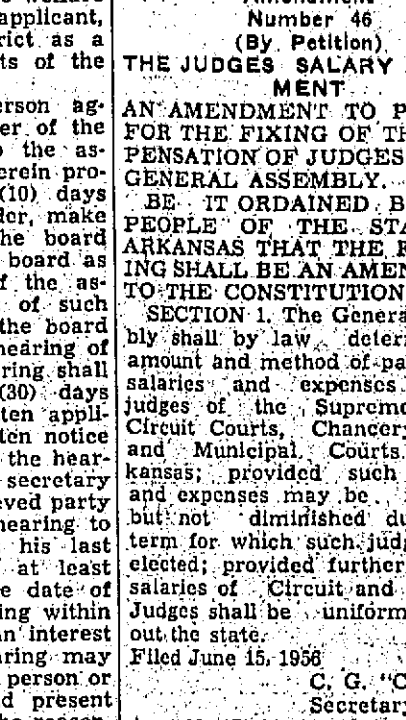 applicant,
rict as a
ts of the
erson ag-
er of the
the as-
erein pro-
(10) days
der, make
he board
board as
f the as-
of such
the board
hearing of
ring shall
(30) days
ten appli-
ten notice
the hear-
secretary
eved party
hearing to
his last
at least
e date of
ing within
an interest
aring may
person or
d present
Number 46
(By Petition)
THE JUDGES SALARY
MENT
AN AMENDMENT TO P
FOR THE FIXING OF TH
PENSATION OF JUDGES
GENERAL ASSEMBLY.
BE IT ORDAINED B
PEOPLE OF THE STA
ARKANSAS THAT THE F
ING SHALL BE AN AMEN
TO THE CONSTITUTION
SECTION 1. The Genera
bly shall by law deter
amount and method of pa
salaries and expenses
judges of the Supreme
Circuit Courts, Chancery
and Municipal Courts
kansas; provided such
and expenses may be
but not diminished du
term for which such judg
elected; provided further
salaries of Circuit and
Judges shall be uniform
out the state.
Filed June 15, 1956
C. G. "C
Secretary